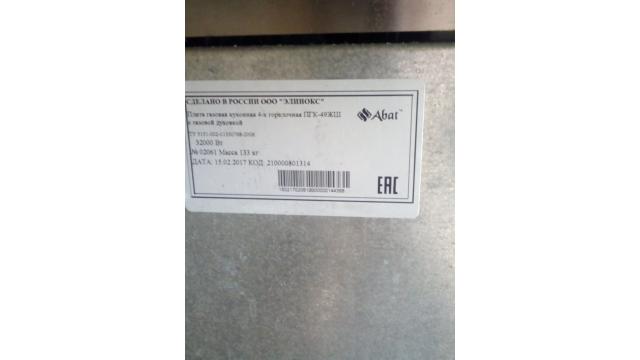 СДЕЛАНО В РОССИИ ООО "ЭЛИНОКС"
Плита газовая кухонная 4-х горелочная ПГК-49ЖШ
с газовой духовкой
Abat™
32000 Вт
№ 02061 Масса 133 кг
ДАТА: 15.02.2017 КОД: 210000801314
EAC